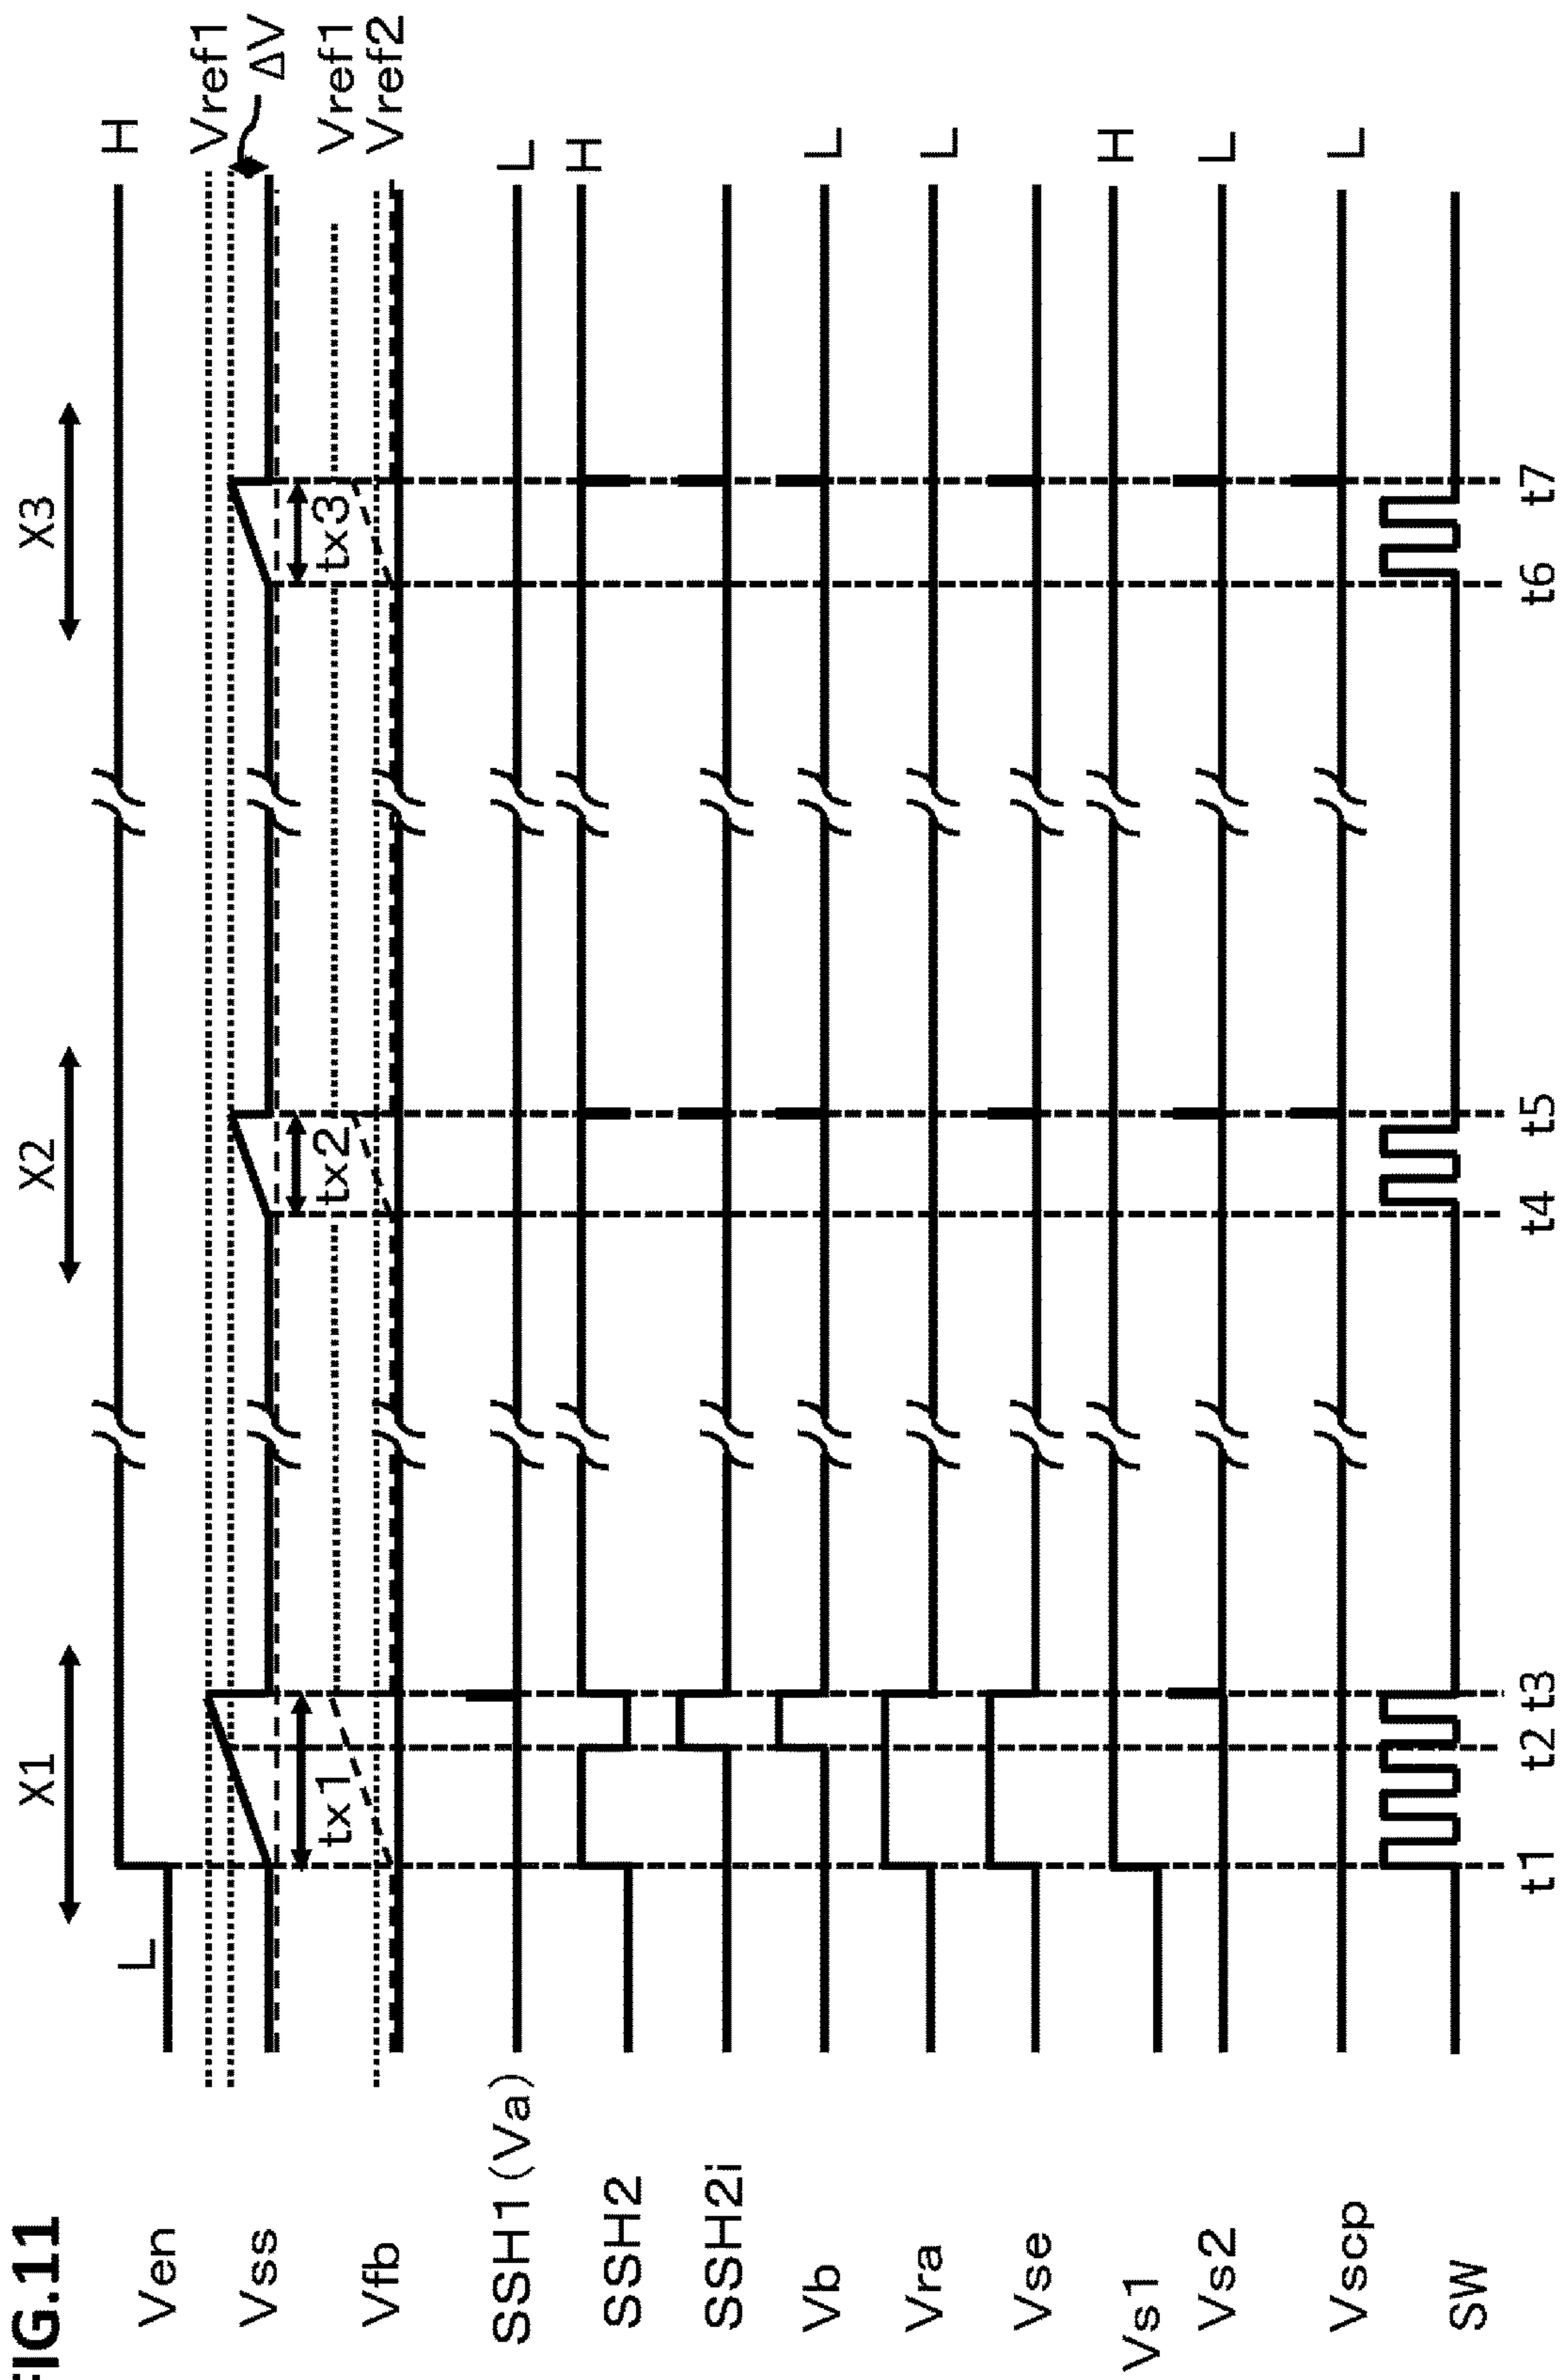 FIG.11
X1 X2 X3
Ven L H
Vss Vref1
ΔV
tx1 tx2 tx3
Vfb Vref1
Vref2
SSH1(Va) L
SSH2 H
SSH2i
Vb L
Vra L
Vse
Vs1 H
Vs2 L
Vscp L
SW
t1 t2 t3 t4 t5 t6 t7